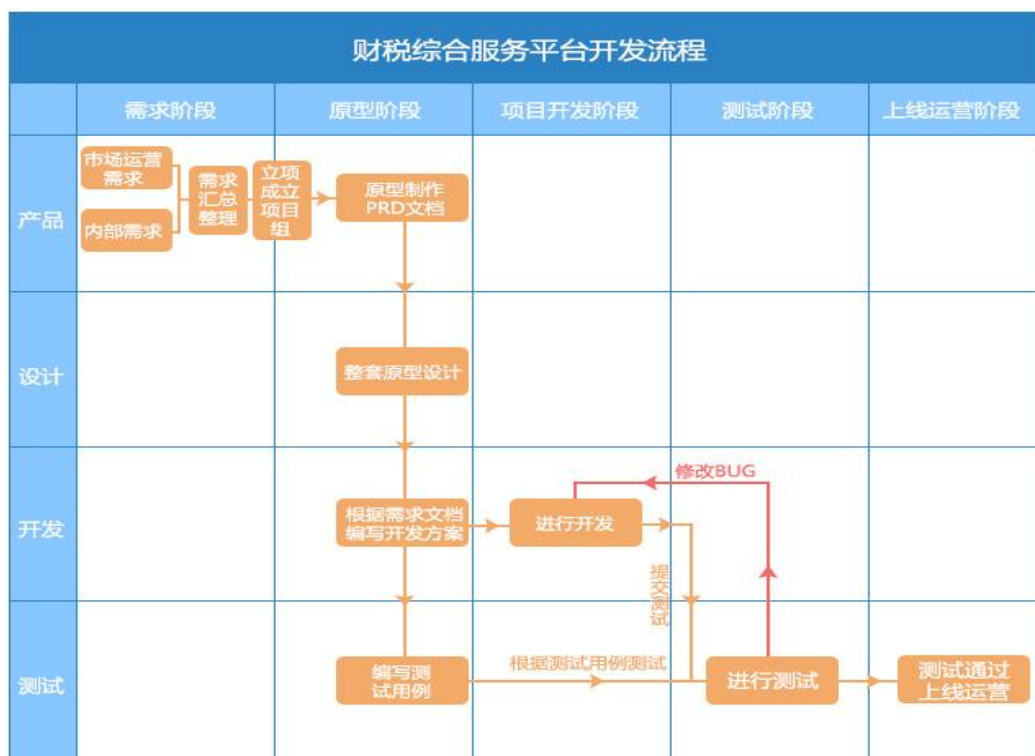 财税综合服务平台开发流程
需求阶段
原型阶段
项目开发阶段
测试阶段
上线运营阶段
产品
市场运营
需求
内部需求
需求
汇总
整理
立项
成立
项目
组
原型制作
PRD文档
设计
整套原型设计
开发
根据需求文档
编写开发方案
进行开发
修改BUG
提交测试
测试
编写测
试用例
根据测试用例测试
进行测试
测试通过
上线运营